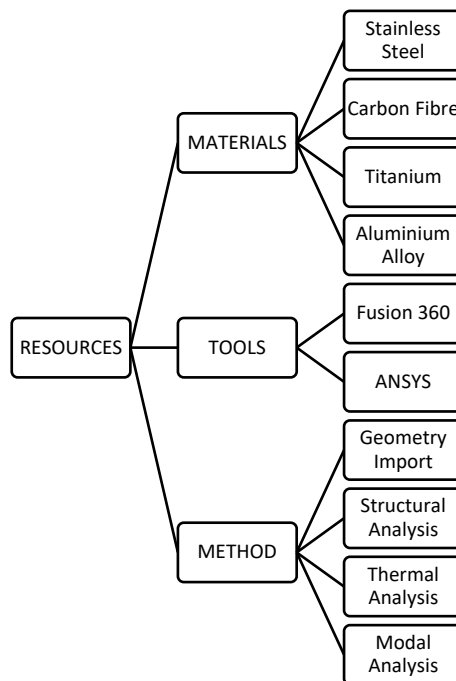 Stainless
Steel
Carbon Fibre
MATERIALS
Titanium
Aluminium
Alloy
RESOURCES
TOOLS
Fusion 360
ANSYS
Geometry
Import
Structural
Analysis
METHOD
Thermal
Analysis
Modal
Analysis